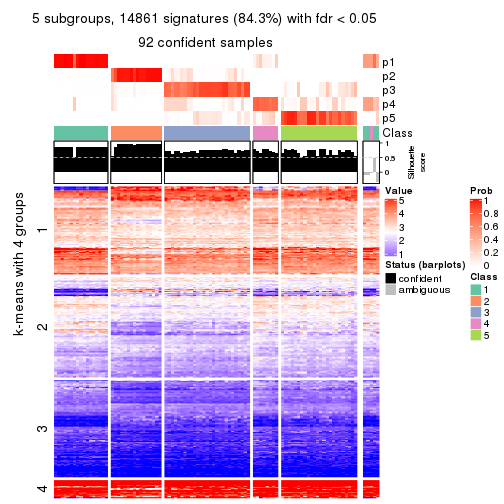 5 subgroups, 14861 signatures (84.3%) with fdr < 0.05
92 confident samples
p1
p2
p3
p4
p5
Class
1
0.5
0
Silhouette
score
k-means with 4 groups
1
2
3
4
Value
5
4
3
2
1
Status (barplots)
confident
ambiguous
Prob
1
0.8
0.6
0.4
0.2
0
Class
1
2
3
4
5